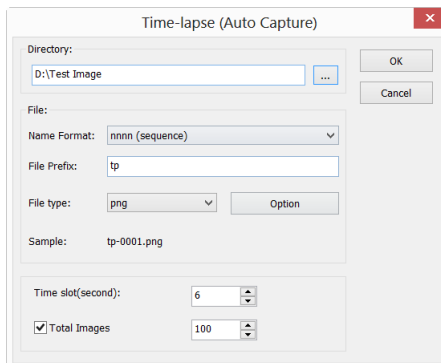 Time-lapse (Auto Capture)
Directory:
D:\Test Image
...
OK
Cancel
File:
Name Format: nnnn (sequence)
File Prefix: tp
File type: png Option
Sample: tp-0001.png
Time slot(second): 6
Total Images 100